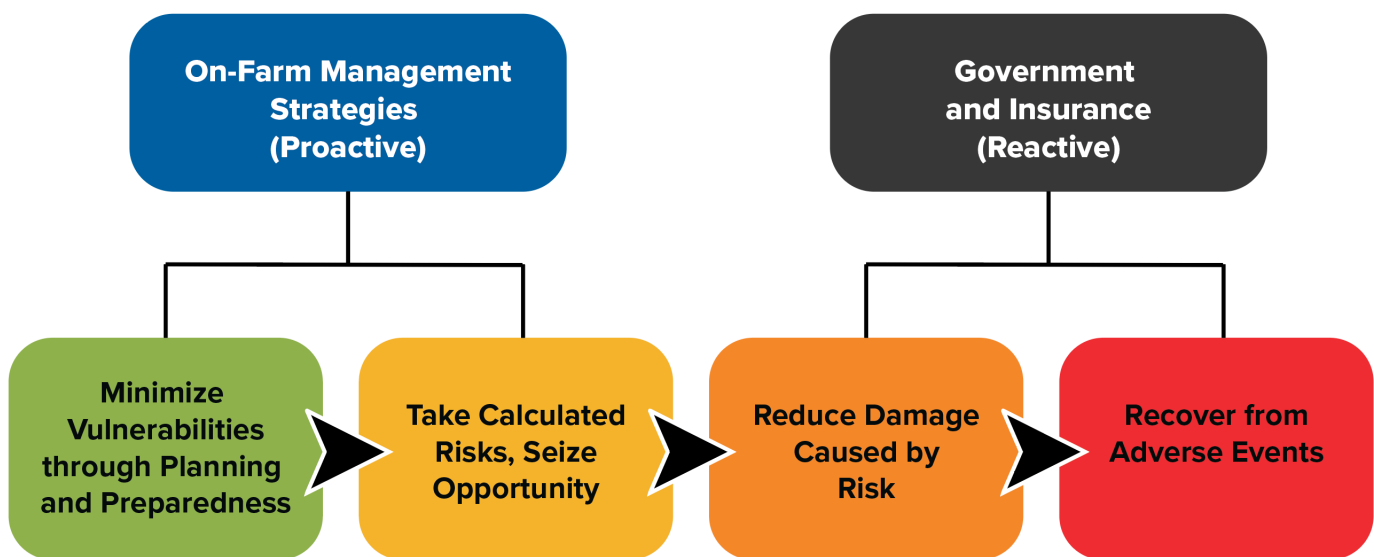 On-Farm Management
Strategies
(Proactive)
Government
and Insurance
(Reactive)
Minimize
Vulnerabilities
through Planning
and Preparedness
Take Calculated
Risks, Seize
Opportunity
Reduce Damage
Caused by
Risk
Recover from
Adverse Events